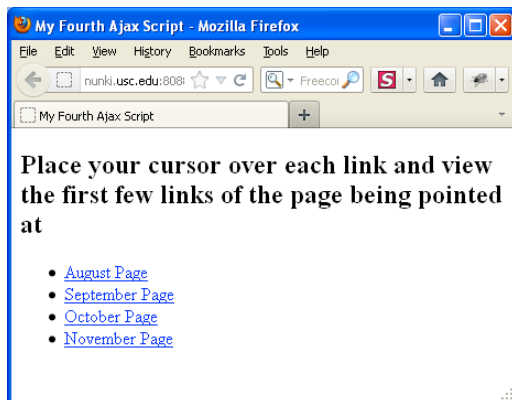 My Fourth Ajax Script - Mozilla Firefox
File Edit View History Bookmarks Tools Help
nunki.usc.edu:808 Freecor
My Fourth Ajax Script
Place your cursor over each link and view
the first few links of the page being pointed
at
August Page
September Page
October Page
November Page